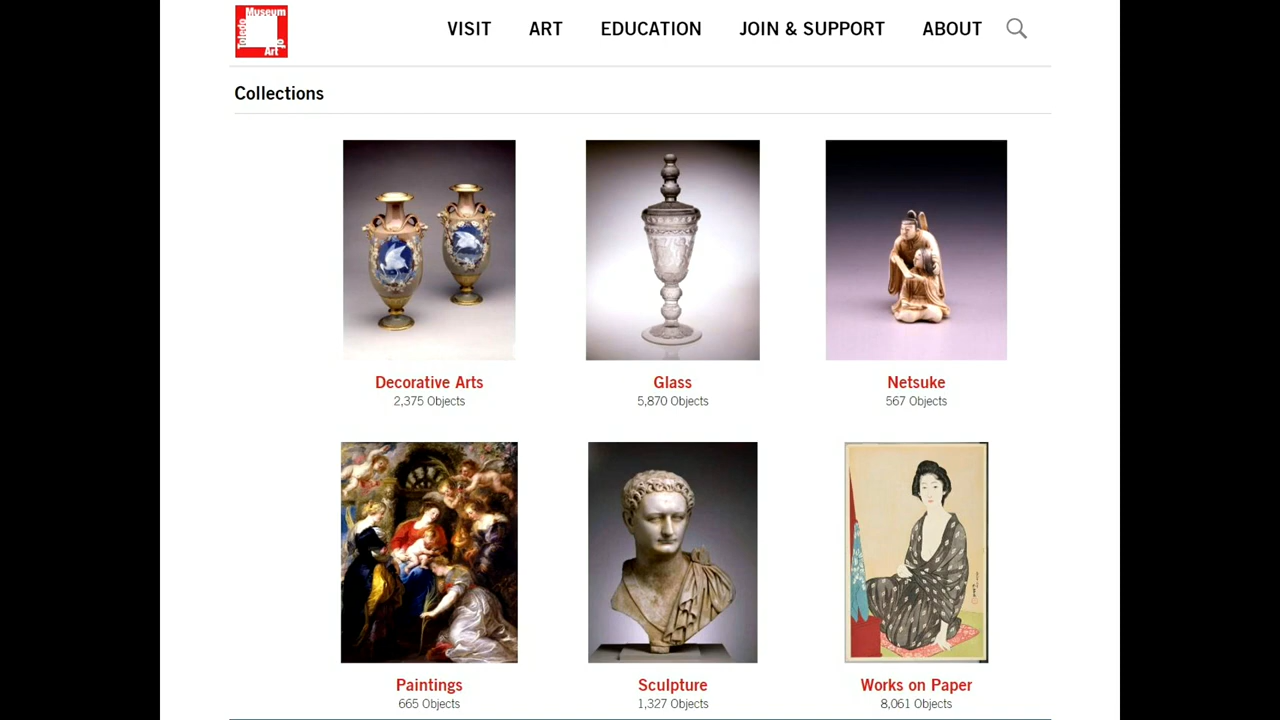 Toledo Museum of Art
VISIT ART EDUCATION JOIN & SUPPORT ABOUT
Collections
Decorative Arts Glass Netsuke
2,375 Objects 5,870 Objects 567 Objects
Paintings Sculpture Works on Paper
665 Objects 1,327 Objects 8,061 Objects